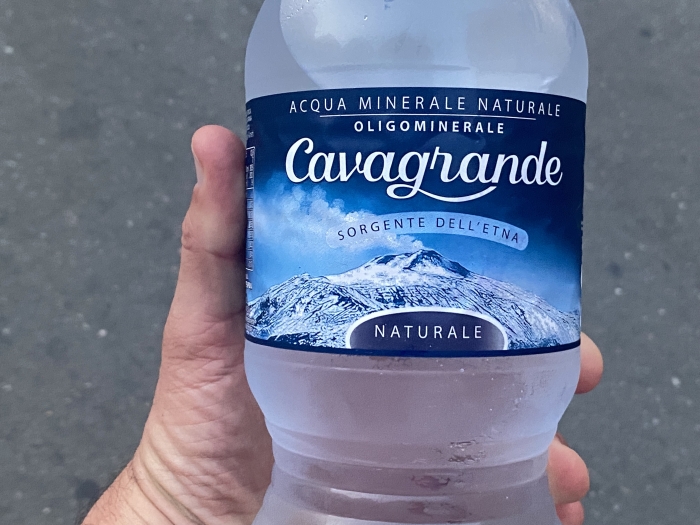 ACQUA MINERALE NATURALE
OLIGOMINERALE
Cavagrande
SORGENTE DELL'ETNA
NATURALE